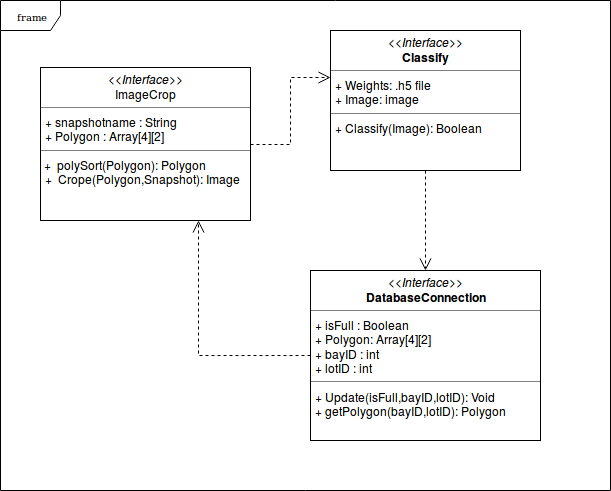 frame
<<Interface>>
ImageCrop
+ snapshotname : String
+ Polygon : Array[4][2]
+ polySort(Polygon): Polygon
+ Crope(Polygon,Snapshot): Image
<<Interface>>
Classify
+ Weights: .h5 file
+ Image: image
+ Classify(Image): Boolean
<<Interface>>
DatabaseConnection
+ isFull : Boolean
+ Polygon: Array[4][2]
+ bayID : int
+ lotID : int
+ Update(isFull,bayID,lotID): Void
+ getPolygon(bayID,lotID): Polygon